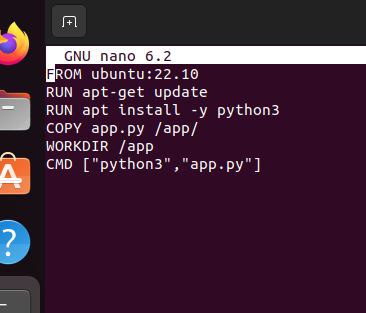 GNU nano 6.2
FROM ubuntu:22.10
RUN apt-get update
RUN apt install -y python3
COPY app.py /app/
WORKDIR /app
CMD ["python3","app.py"]